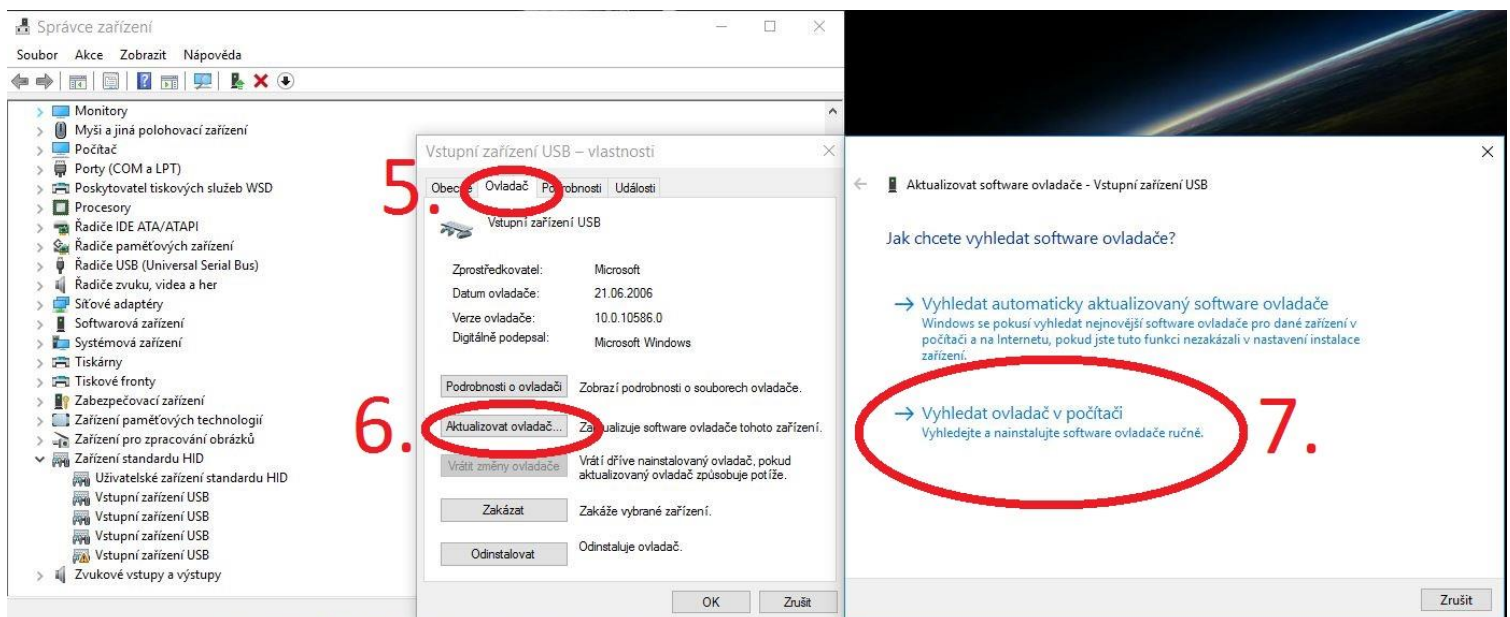 Správce zařízení
Soubor Akce Zobrazit Nápověda
Monitory
Myši a jiná polohovací zařízení
Počítač
Porty (COM a LPT)
Poskytovatel tiskových služeb WSD
Procesory
Řadiče IDE ATA/ATAPI
Řadiče paměťových zařízení
Řadiče USB (Universal Serial Bus)
Řadiče zvuku, videa a her
Síťové adaptéry
Softwarová zařízení
Systémová zařízení
Tiskárny
Tiskové fronty
Zabezpečovací zařízení
Zařízení paměťových technologií
Zařízení pro zpracování obrázků
Zařízení standardu HID
Uživatelské zařízení standardu HID
Vstupní zařízení USB
Vstupní zařízení USB
Vstupní zařízení USB
Vstupní zařízení USB
Zvukové vstupy a výstupy
Vstupní zařízení USB – vlastnosti
5.
Obecné Ovladač Podrobnosti Události
Vstupní zařízení USB
Zprostředkovatel: Microsoft
Datum ovladače: 21.06.2006
Verze ovladače: 10.0.10586.0
Digitálně podepsal: Microsoft Windows
Podrobnosti o ovladači Zobrazí podrobnosti o souborech ovladače.
6.
Aktualizovat ovladač... Zaktualizuje software ovladače tohoto zařízení.
Vrátit změny ovladače Vrátí dříve nainstalovaný ovladač, pokud
aktualizovaný ovladač způsobuje potíže.
Zakázat Zakáže vybrané zařízení.
Odinstalovat Odinstaluje ovladač.
OK Zrušit
Aktualizovat software ovladače - Vstupní zařízení USB
Jak chcete vyhledat software ovladače?
Vyhledat automaticky aktualizovaný software ovladače
Windows se pokusí vyhledat nejnovější software ovladače pro dané zařízení v
počítači a na Internetu, pokud jste tuto funkci nezakázali v nastavení instalace
zařízení.
Vyhledat ovladač v počítači
Vyhledejte a nainstalujte software ovladače ručně.
7.
Zrušit